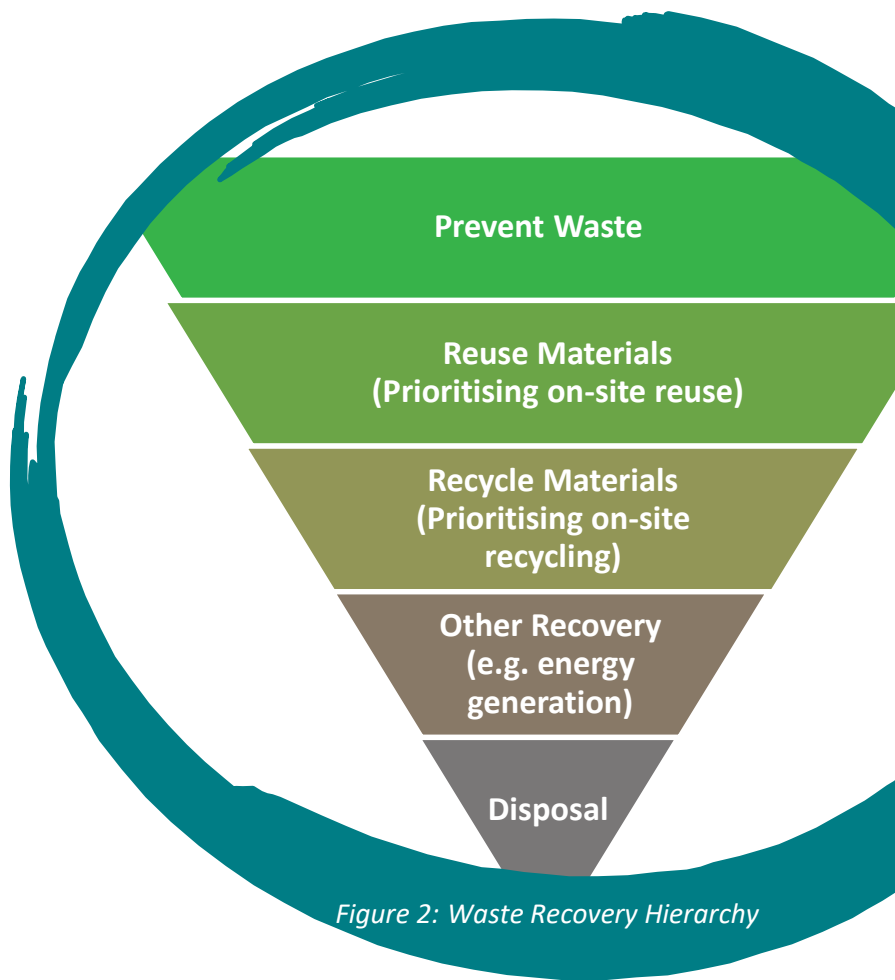 Prevent Waste
Reuse Materials
(Prioritising on-site reuse)
Recycle Materials
(Prioritising on-site
recycling)
Other Recovery
(e.g. energy
generation)
Disposal
Figure 2: Waste Recovery Hierarchy